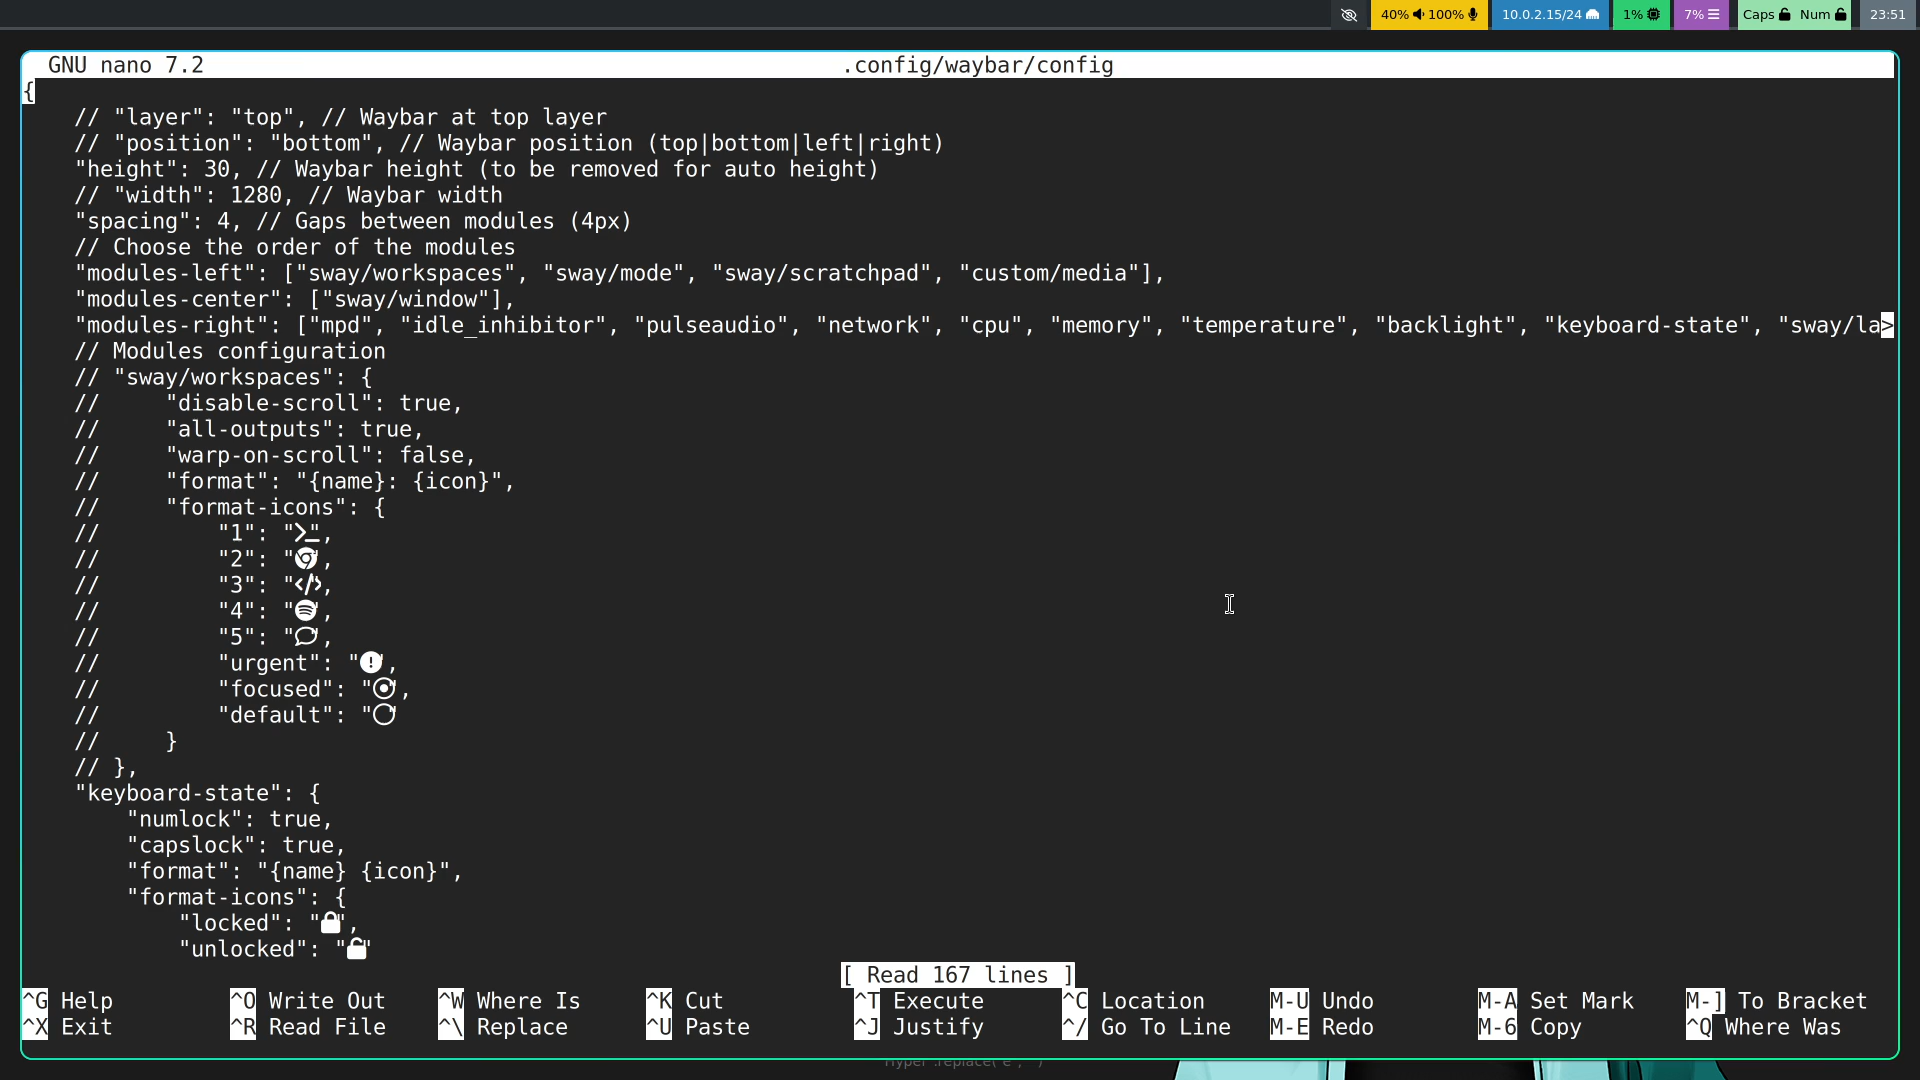 40% 100% 10.0.2.15/24 1% 7% Caps Num 23:51
GNU nano 7.2 .config/waybar/config
{
    // "layer": "top", // Waybar at top layer
    // "position": "bottom", // Waybar position (top|bottom|left|right)
    "height": 30, // Waybar height (to be removed for auto height)
    // "width": 1280, // Waybar width
    "spacing": 4, // Gaps between modules (4px)
    // Choose the order of the modules
    "modules-left": ["sway/workspaces", "sway/mode", "sway/scratchpad", "custom/media"],
    "modules-center": ["sway/window"],
    "modules-right": ["mpd", "idle_inhibitor", "pulseaudio", "network", "cpu", "memory", "temperature", "backlight", "keyboard-state", "sway/la>
    // Modules configuration
    // "sway/workspaces": {
    //     "disable-scroll": true,
    //     "all-outputs": true,
    //     "warp-on-scroll": false,
    //     "format": "{name}: {icon}",
    //     "format-icons": {
    //         "1": "",
    //         "2": "",
    //         "3": "",
    //         "4": "",
    //         "5": "",
    //         "urgent": "",
    //         "focused": "",
    //         "default": ""
    //     }
    // },
    "keyboard-state": {
        "numlock": true,
        "capslock": true,
        "format": "{name} {icon}",
        "format-icons": {
            "locked": "",
            "unlocked": ""
[ Read 167 lines ]
^G Help ^O Write Out ^W Where Is ^K Cut ^T Execute ^C Location M-U Undo M-A Set Mark M-] To Bracket
^X Exit ^R Read File ^\ Replace ^U Paste ^J Justify ^/ Go To Line M-E Redo M-6 Copy ^Q Where Was